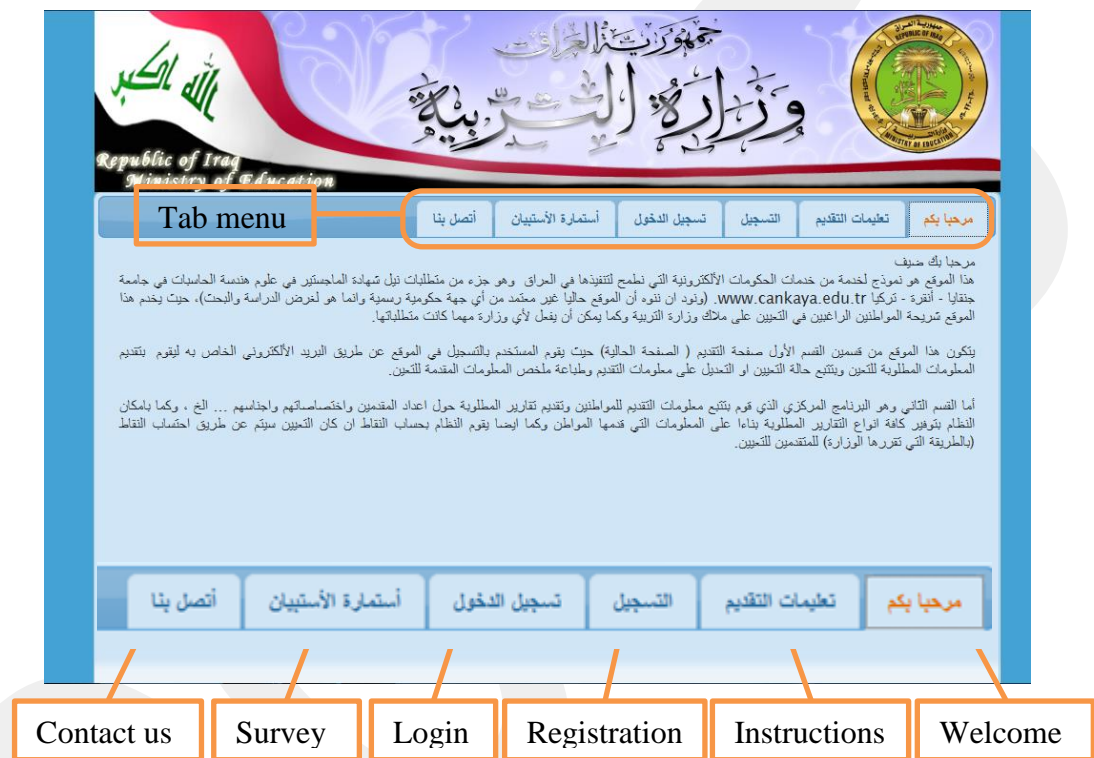 الله اكبر
جمهورية العراق
وزارة التربية
REPUBLIC OF IRAQ
MINISTRY OF EDUCATION
Republic of Iraq
Ministry of Education
Tab menu
مرحبا بكم
تعليمات التقديم
التسجيل
تسجيل الدخول
أستمارة الأستبيان
أتصل بنا
مرحبا بك ضيف
هذا الموقع هو نموذج لخدمة من خدمات الحكومات الألكترونية التي نطمح لتنفيذها في العراق وهو جزء من متطلبات نيل شهادة الماجستير في علوم هندسة الحاسبات في جامعة
جنقايا - أنقرة - تركيا www.cankaya.edu.tr. (ونود ان ننوه أن الموقع حاليا غير معتمد من أي جهة حكومية رسمية وانما هو لغرض الدراسة والبحث)، حيث يخدم هذا
الموقع شريحة المواطنين الراغبين في التعيين على ملاك وزارة التربية وكما يمكن أن يفعل لأي وزارة مهما كانت متطلباتها.
يتكون هذا الموقع من قسمين القسم الأول صفحة التقديم ( الصفحة الحالية) حيث يقوم المستخدم بالتسجيل في الموقع عن طريق البريد الألكتروني الخاص به ليقوم بتقديم
المعلومات المطلوبة للتعين ويتتبع حالة التعيين او التعديل على معلومات التقديم وطباعة ملخص المعلومات المقدمة للتعين.
أما القسم الثاني وهو البرنامج المركزي الذي قوم بتتبع معلومات التقديم للمواطنين وتقديم تقارير المطلوبة حول اعداد المقدمين واختصاصاتهم واجناسهم ... الخ ، وكما بامكان
النظام بتوفير كافة انواع التقارير المطلوبة بناءا على المعلومات التي قدمها المواطن وكما ايضا يقوم النظام بحساب النقاط ان كان التعيين سيتم عن طريق احتساب النقاط
(بالطريقة التي تقررها الوزارة) للمتقدمين للتعيين.
مرحبا بكم
تعليمات التقديم
التسجيل
تسجيل الدخول
أستمارة الأستبيان
أتصل بنا
Contact us
Survey
Login
Registration
Instructions
Welcome